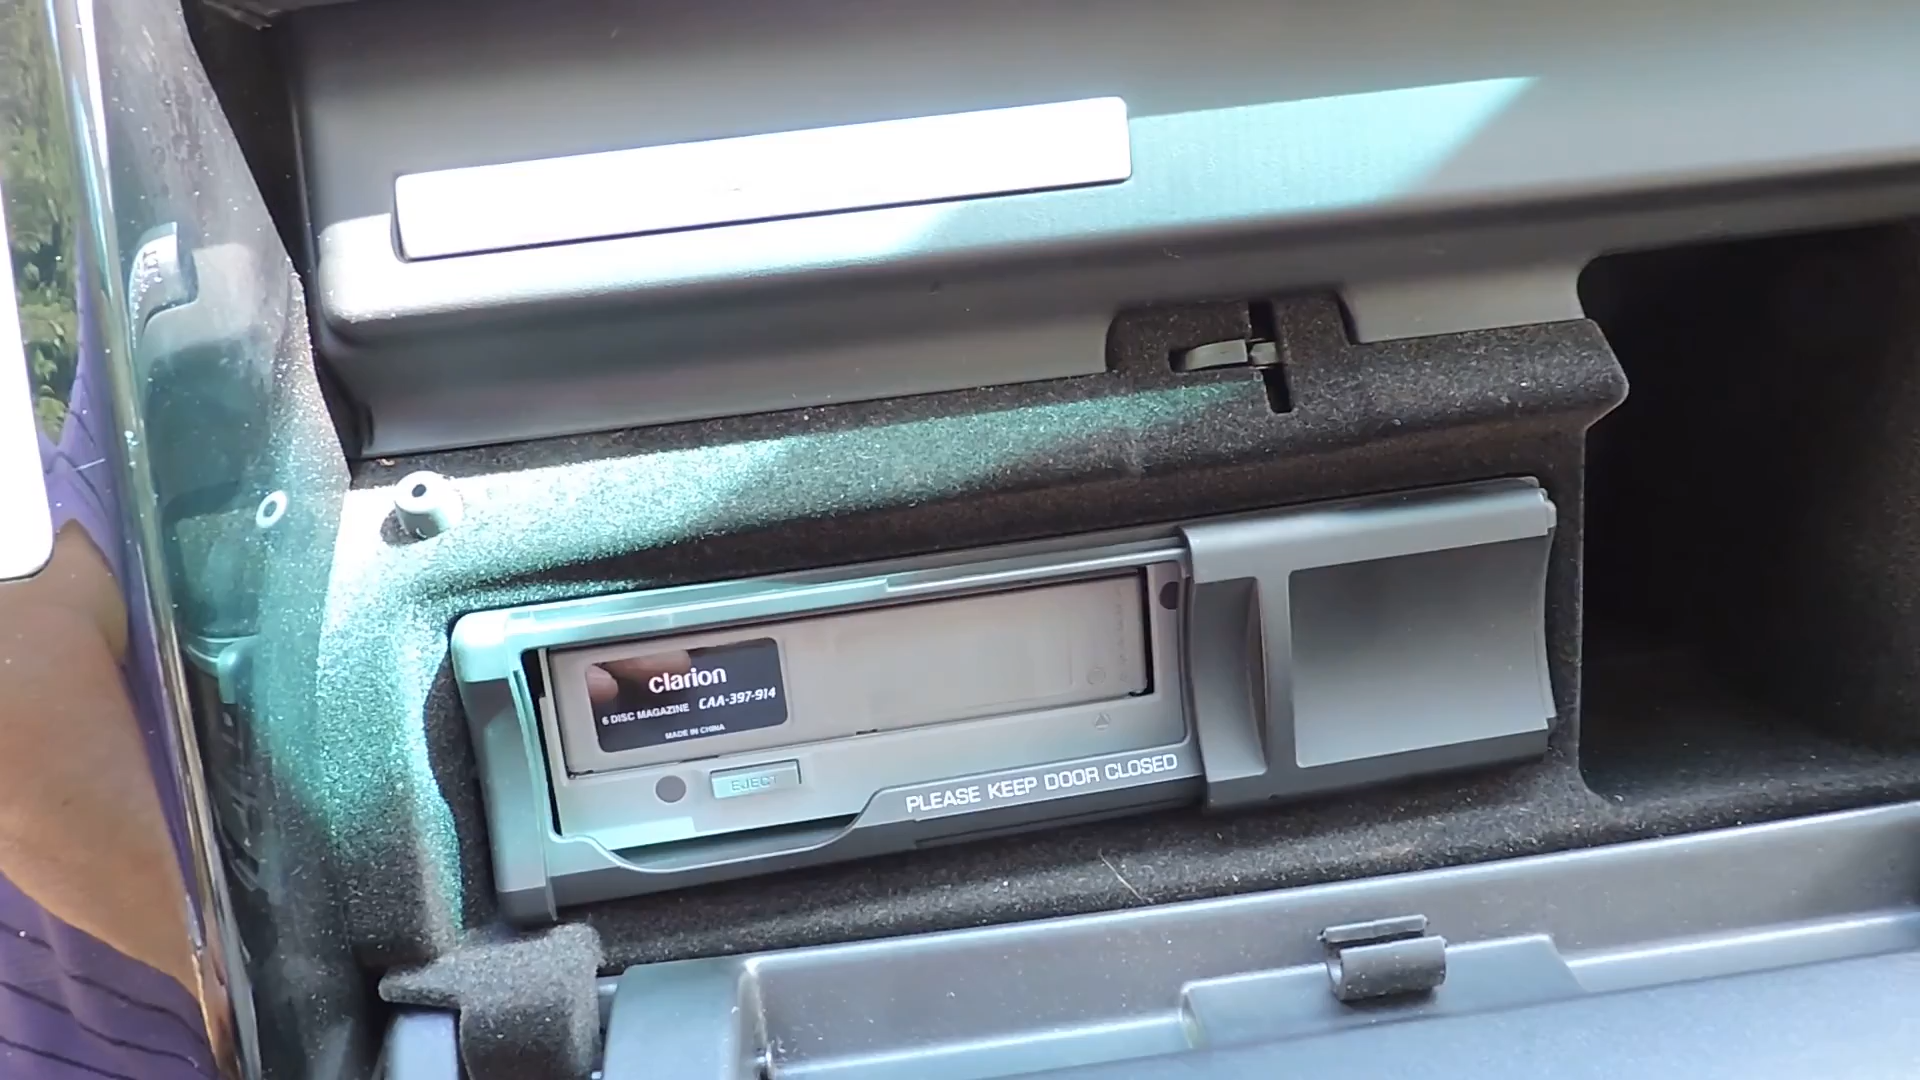 clarion
6 DISC MAGAZINE CAA-397-914
MADE IN CHINA
EJECT
PLEASE KEEP DOOR CLOSED